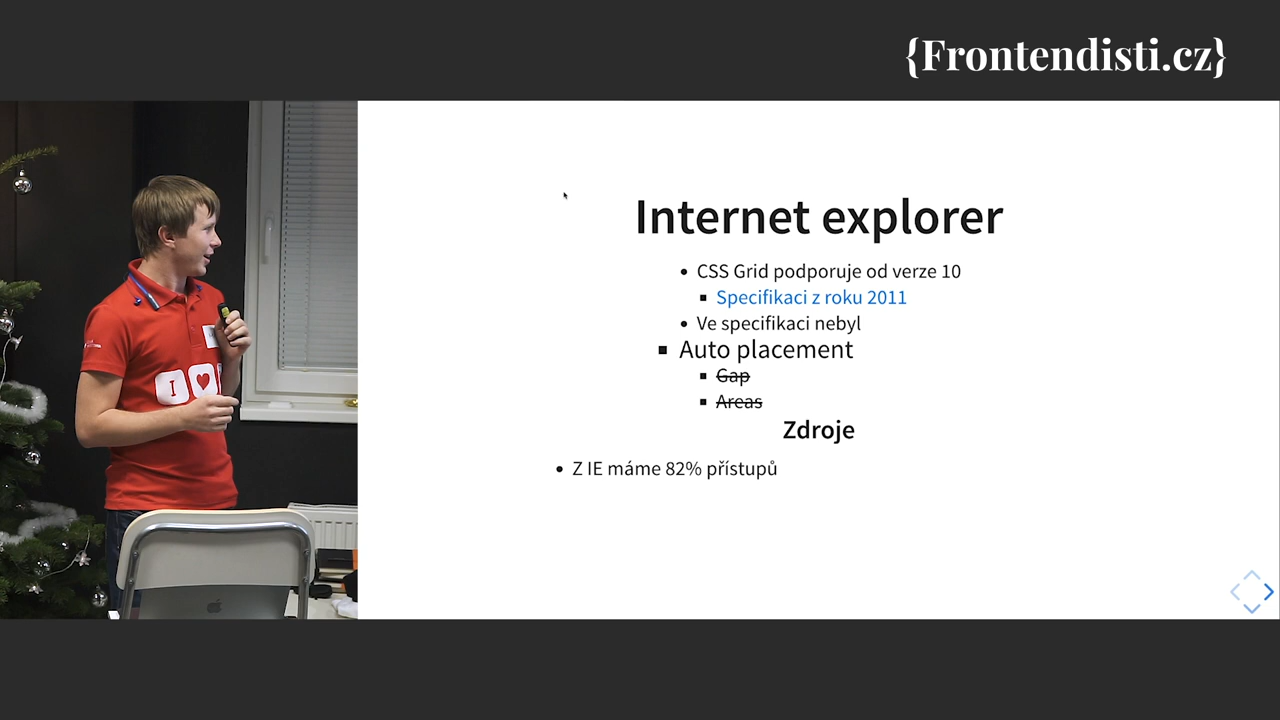 {Frontendisti.cz}
Internet explorer
CSS Grid podporuje od verze 10
Specifikaci z roku 2011
Ve specifikaci nebyl
Auto placement
Gap
Areas
Zdroje
Z IE máme 82% přístupů
I